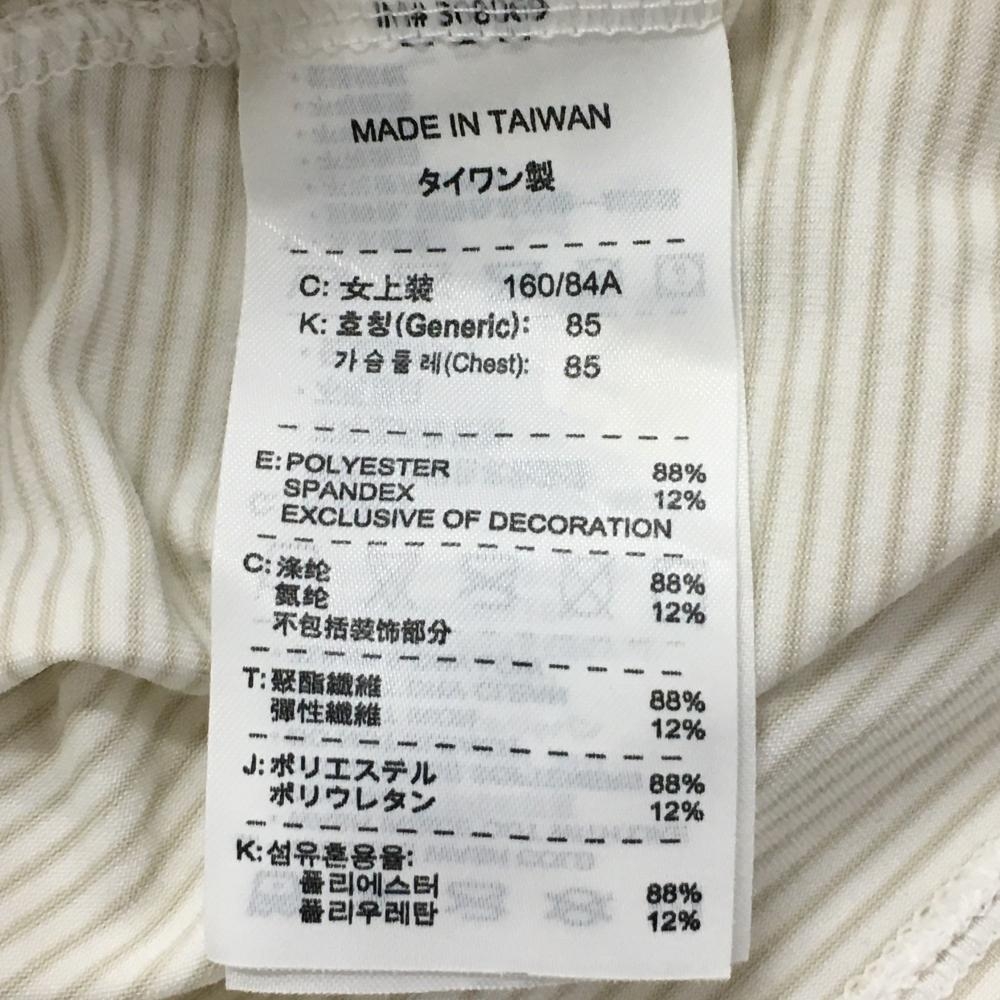 MADE IN TAIWAN
タイワン製
C: 女上装 160/84A
K: 호칭(Generic): 85
가슴둘레(Chest): 85
E: POLYESTER 88%
SPANDEX 12%
EXCLUSIVE OF DECORATION
C: 涤纶 88%
氨纶 12%
不包括装饰部分
T: 聚酯纖維 88%
彈性纖維 12%
J: ポリエステル 88%
ポリウレタン 12%
K: 섬유혼용율:
폴리에스터 88%
폴리우레탄 12%